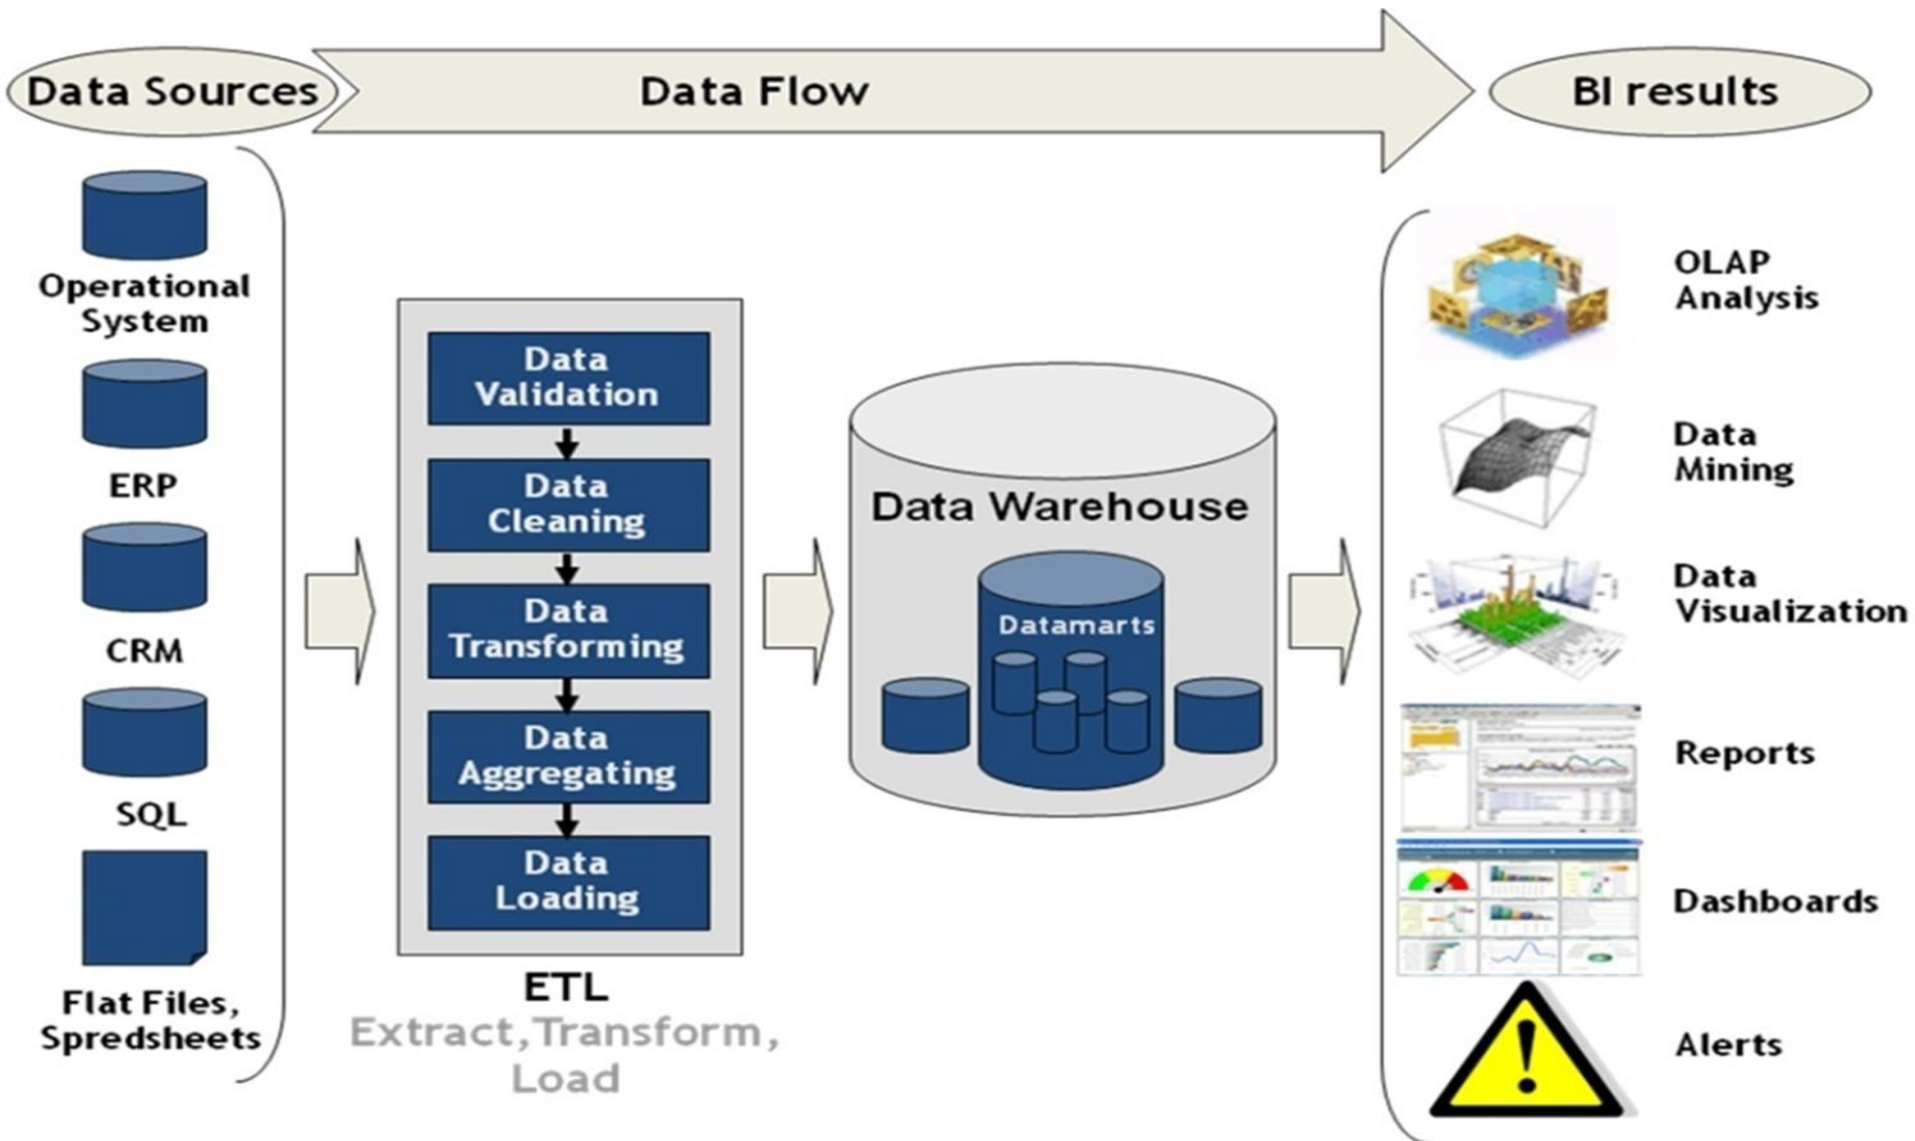 Data Sources
Data Flow
BI results
Operational
System
ERP
CRM
SQL
Flat Files,
Spredsheets
Data
Validation
Data
Cleaning
Data
Transforming
Data
Aggregating
Data
Loading
ETL
Extract, Transform,
Load
Data Warehouse
Datamarts
OLAP
Analysis
Data
Mining
Data
Visualization
Reports
Dashboards
Alerts